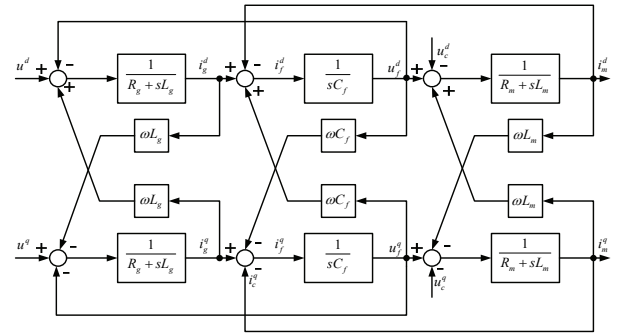 u^d + − + 1 / (R_g + sL_g) i_g^d + − + i_f^d 1 / (sC_f) u_f^d + u_c^d − + 1 / (R_m + sL_m) i_m^d
ωL_g ωC_f ωL_m
ωL_g ωC_f ωL_m
u^q + − − 1 / (R_g + sL_g) i_g^q + − − i_c^q i_f^q 1 / (sC_f) u_f^q + − − u_c^q 1 / (R_m + sL_m) i_m^q